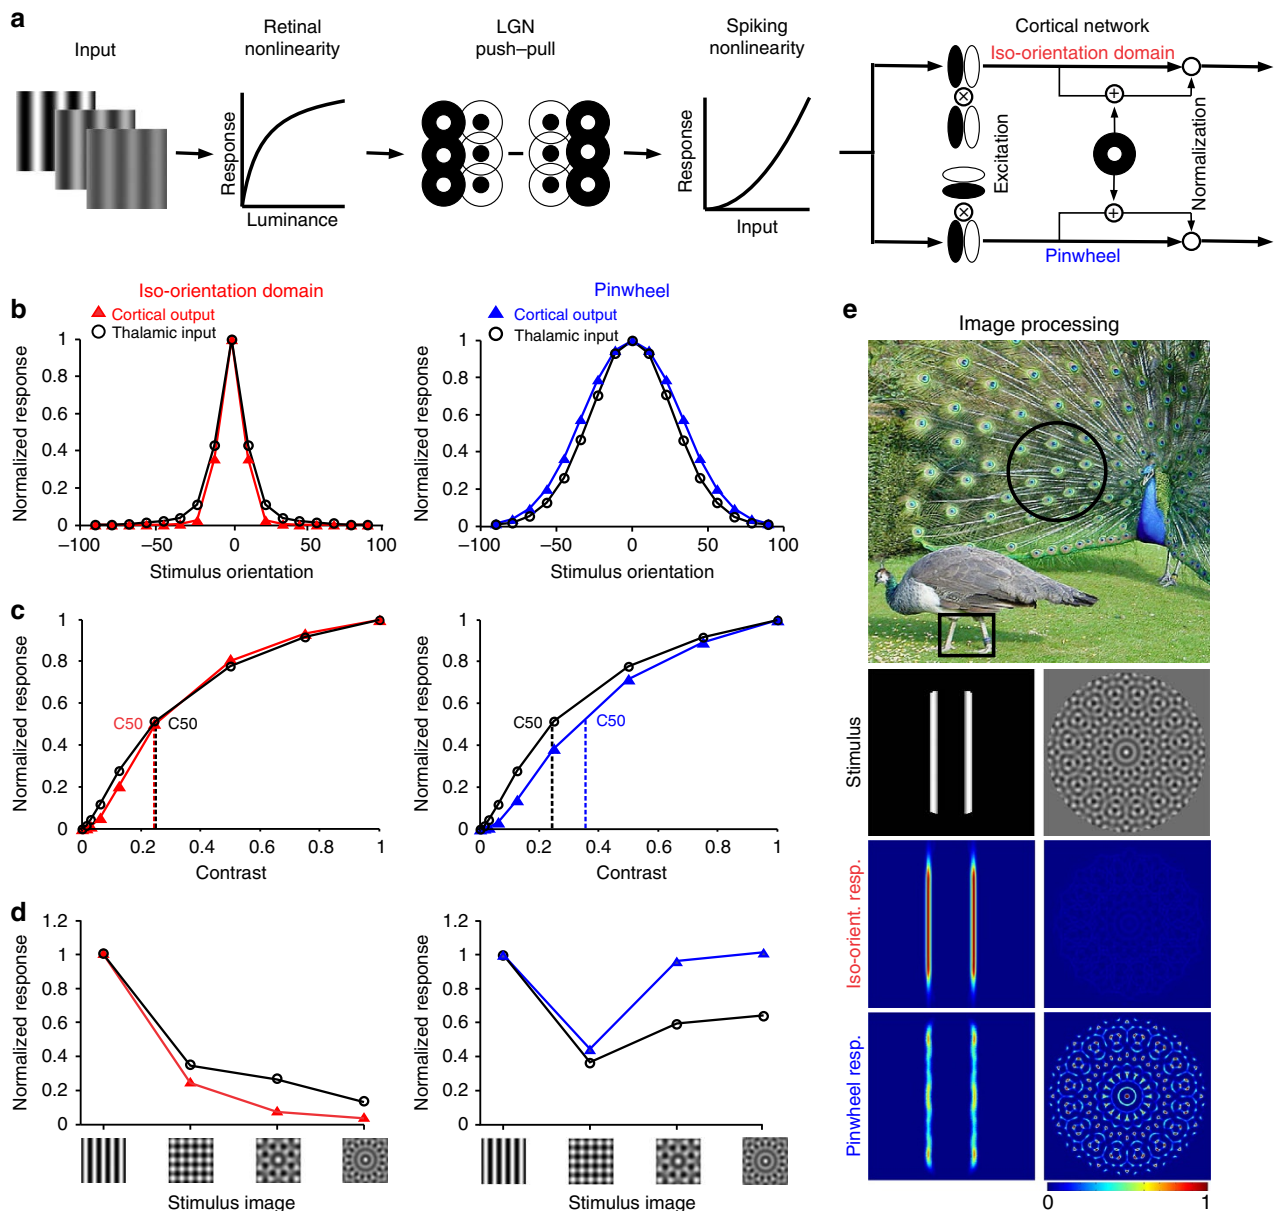 a
Input
Retinal
nonlinearity
LGN
push–pull
Spiking
nonlinearity
Cortical network
Iso-orientation domain
Response
Luminance
Response
Input
Excitation
Normalization
Pinwheel
b
Iso-orientation domain
Cortical output
Thalamic input
Normalized response
1
0.8
0.6
0.4
0.2
0
−100
−50
0
50
100
Stimulus orientation
Pinwheel
Cortical output
Thalamic input
Normalized response
1
0.8
0.6
0.4
0.2
0
−100
−50
0
50
100
Stimulus orientation
c
Normalized response
1
0.8
0.6
0.4
0.2
0
C50
C50
0
0.2
0.4
0.6
0.8
1
Contrast
Normalized response
1
0.8
0.6
0.4
0.2
0
C50
C50
0
0.2
0.4
0.6
0.8
1
Contrast
d
Normalized response
1.2
1
0.8
0.6
0.4
0.2
0
Stimulus image
Normalized response
1.2
1
0.8
0.6
0.4
0.2
0
Stimulus image
e
Image processing
Stimulus
Iso-orient. resp.
Pinwheel resp.
0
1